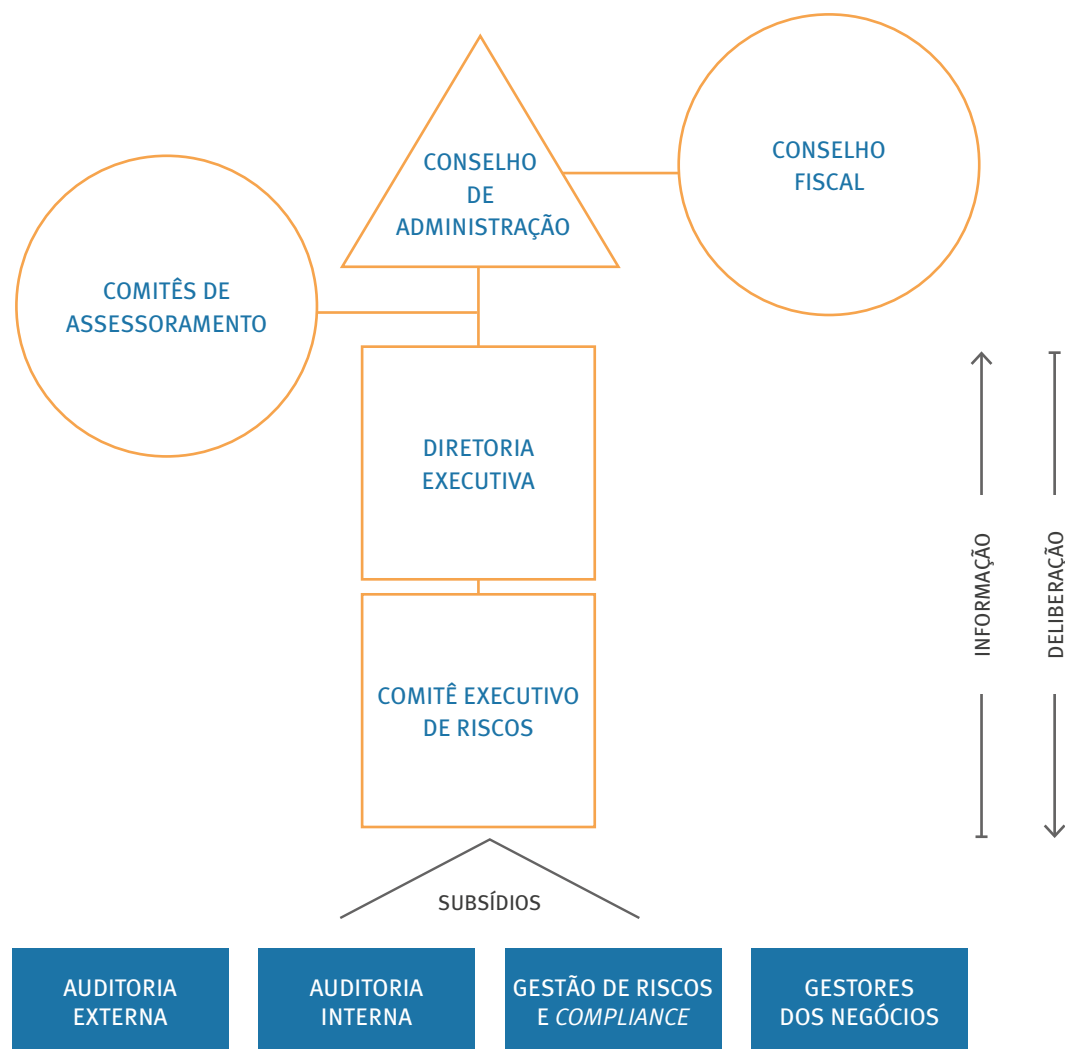 CONSELHO
DE
ADMINISTRAÇÃO
CONSELHO
FISCAL
COMITÊS DE
ASSESSORAMENTO
DIRETORIA
EXECUTIVA
COMITÊ EXECUTIVO
DE RISCOS
INFORMAÇÃO
DELIBERAÇÃO
SUBSÍDIOS
AUDITORIA
EXTERNA
AUDITORIA
INTERNA
GESTÃO DE RISCOS
E COMPLIANCE
GESTORES
DOS NEGÓCIOS